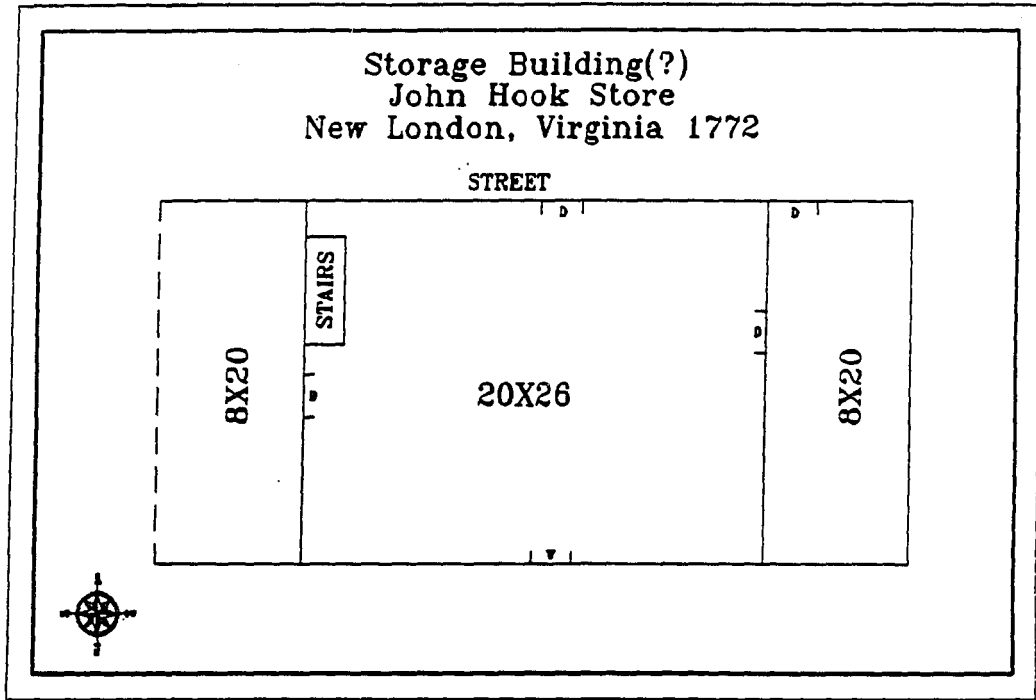 Storage Building(?)
John Hook Store
New London, Virginia 1772
STREET
D
D
STAIRS
D
8X20
D
20X26
8X20